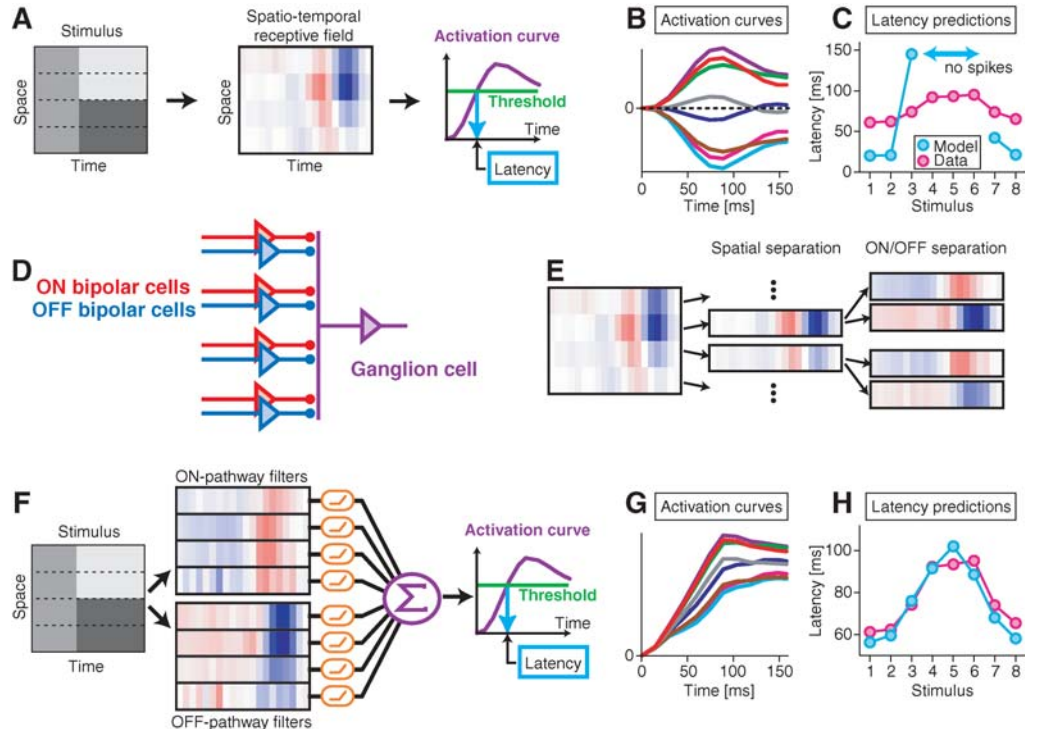 A
Stimulus
Space
Time
Spatio-temporal
receptive field
Time
Activation curve
Threshold
Time
Latency
B
Activation curves
0
0 50 100 150
Time [ms]
C
Latency predictions
150
100
50
0
Latency [ms]
no spikes
Model
Data
1 2 3 4 5 6 7 8
Stimulus
D
ON bipolar cells
OFF bipolar cells
Ganglion cell
E
Spatial separation
ON/OFF separation
F
Stimulus
Space
Time
ON-pathway filters
OFF-pathway filters
Σ
Activation curve
Threshold
Time
Latency
G
Activation curves
0
0 50 100 150
Time [ms]
H
Latency predictions
100
80
60
Latency [ms]
1 2 3 4 5 6 7 8
Stimulus